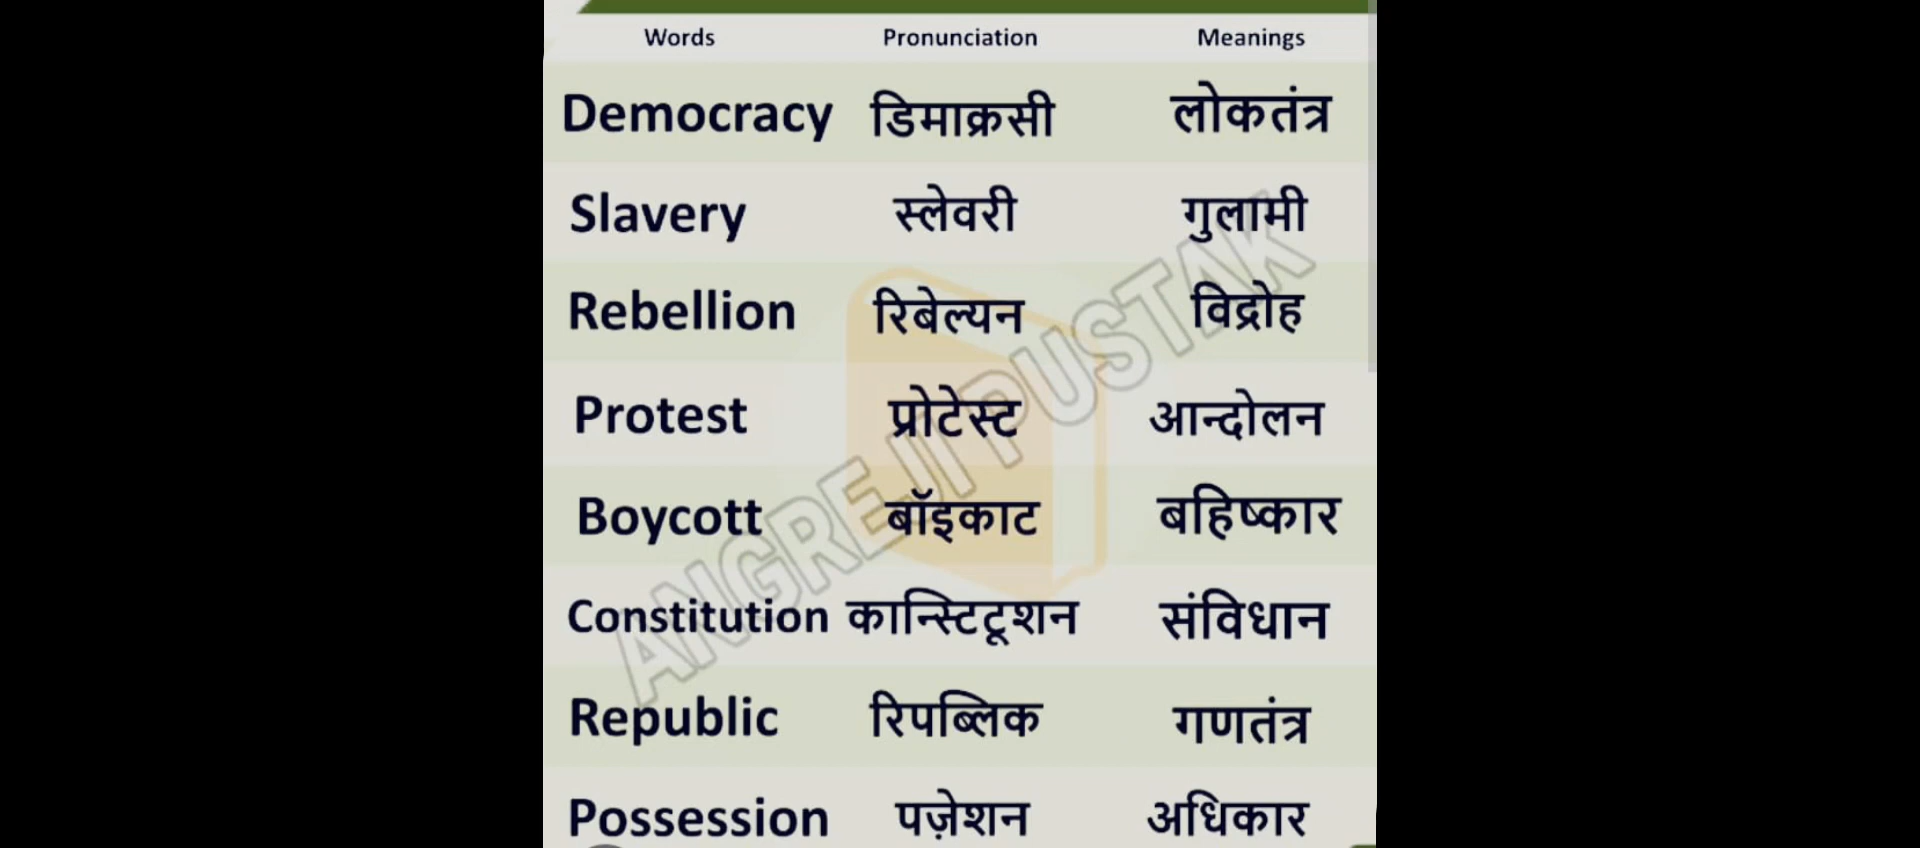 Words Pronunciation Meanings
Democracy डिमाक्रसी लोकतंत्र
Slavery स्लेवरी गुलामी
Rebellion रिबेल्यन विद्रोह
Protest प्रोटेस्ट आन्दोलन
Boycott बॉइकाट बहिष्कार
Constitution कान्स्टिटूशन संविधान
Republic रिपब्लिक गणतंत्र
Possession पज़ेशन अधिकार
ANGREJI PUSTAK